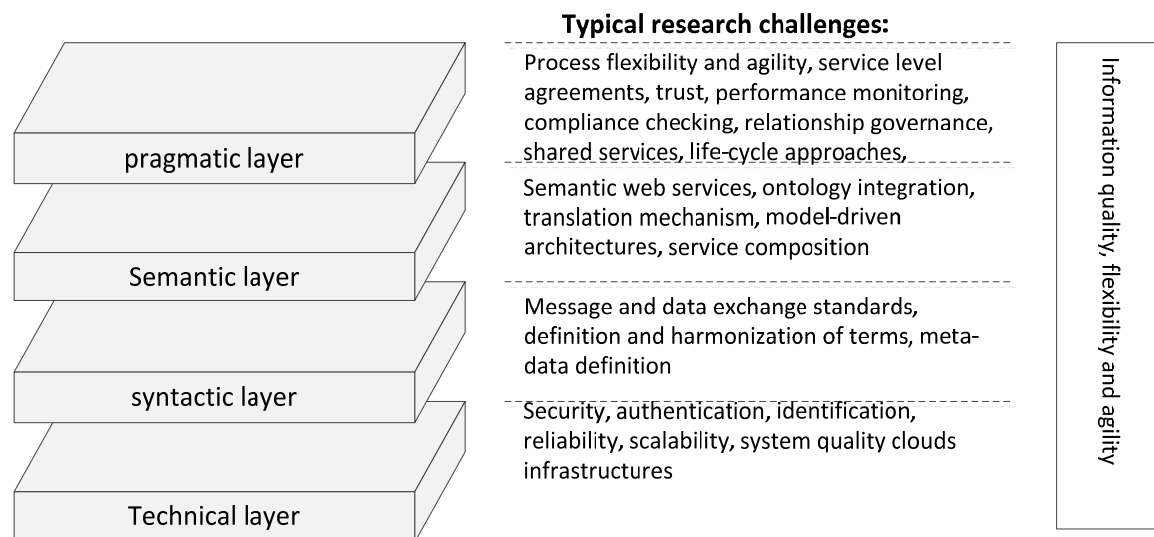 Typical research challenges:
Process flexibility and agility, service level
agreements, trust, performance monitoring,
compliance checking, relationship governance,
shared services, life-cycle approaches,
pragmatic layer
Semantic web services, ontology integration,
translation mechanism, model-driven
architectures, service composition
Semantic layer
Message and data exchange standards,
definition and harmonization of terms, meta-
data definition
syntactic layer
Security, authentication, identification,
reliability, scalability, system quality clouds
infrastructures
Technical layer
Information quality, flexibility and agility